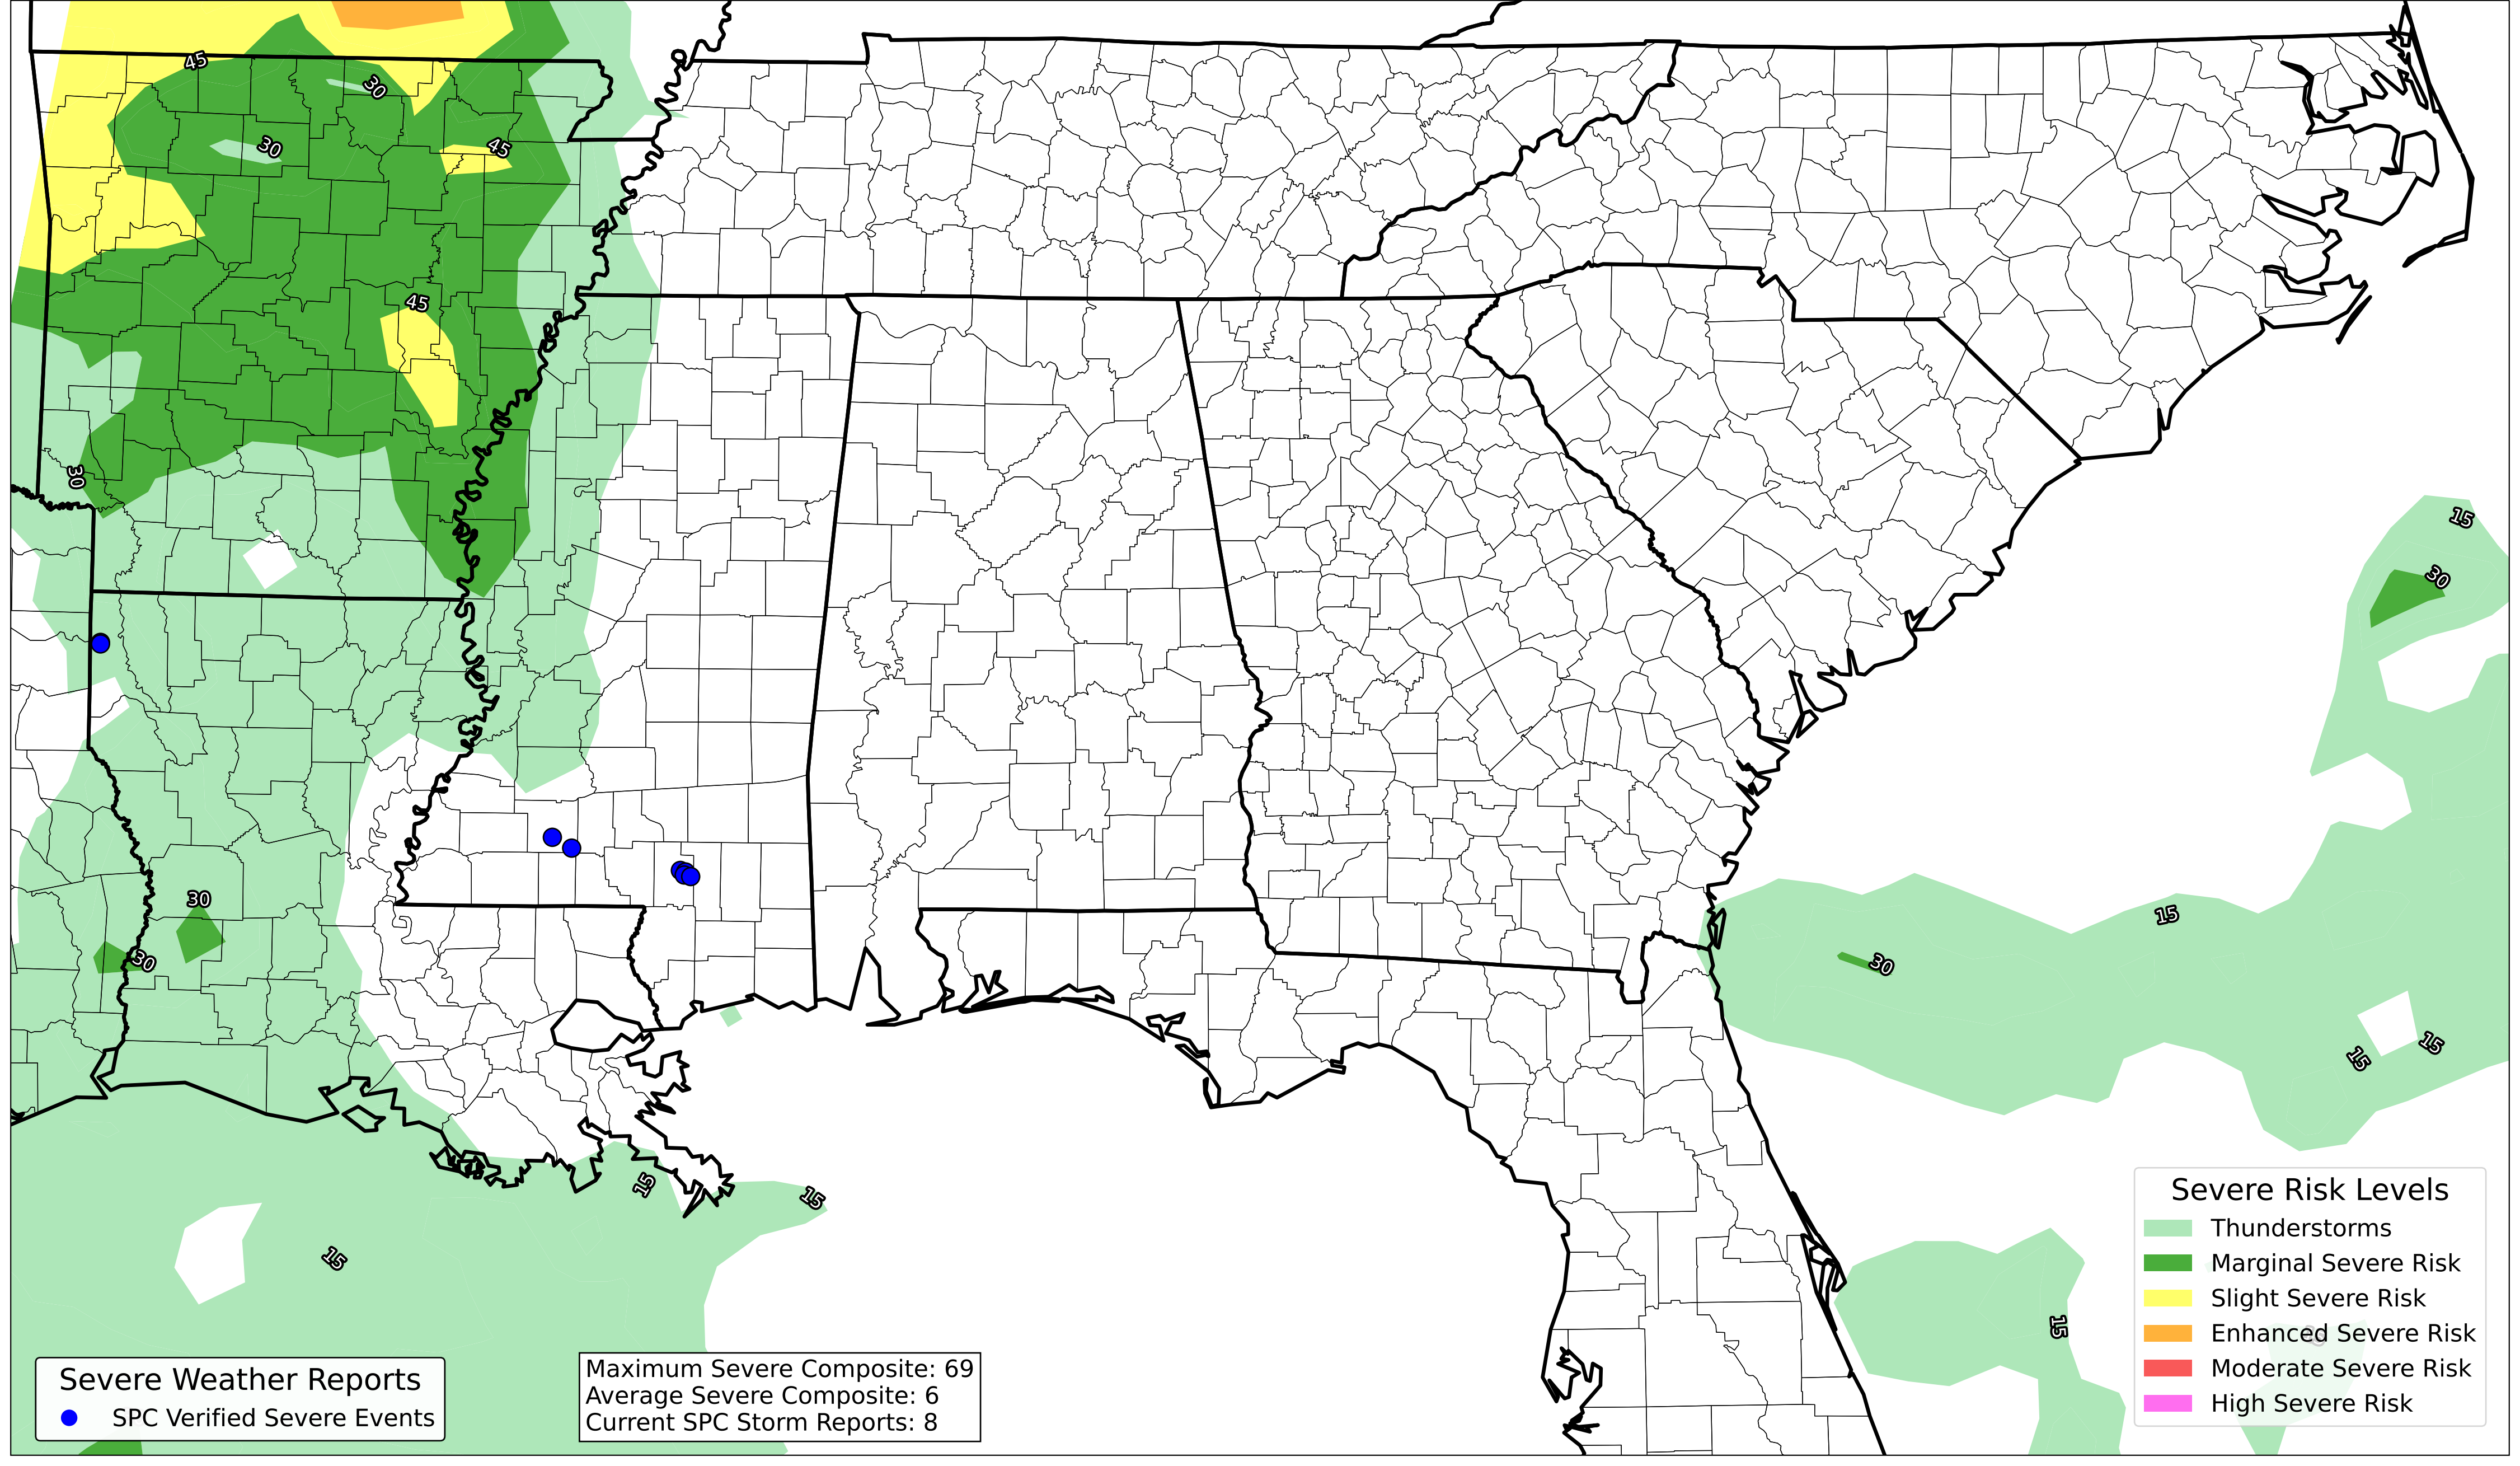 45
30
30
45
45
30
15
30
30
15
30
30
15
15
15
15
15
15
15
Severe Risk Levels
Thunderstorms
Marginal Severe Risk
Slight Severe Risk
Enhanced Severe Risk
Moderate Severe Risk
High Severe Risk
Severe Weather Reports
SPC Verified Severe Events
Maximum Severe Composite: 69
Average Severe Composite: 6
Current SPC Storm Reports: 8